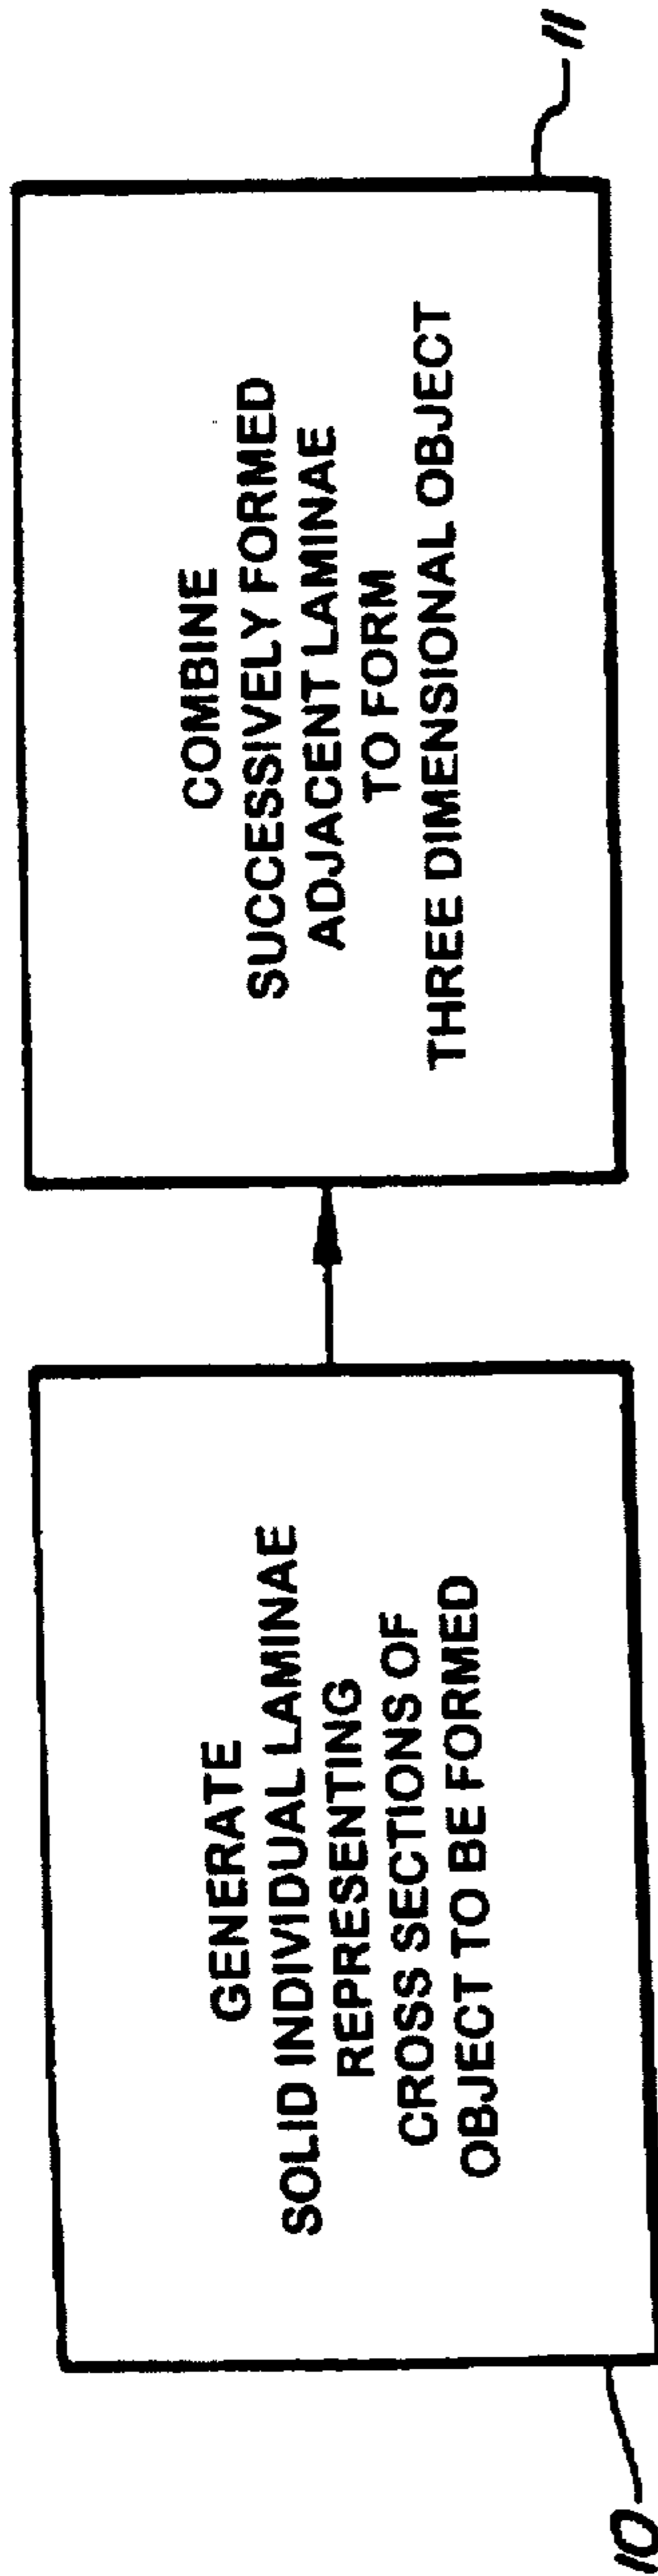 GENERATE
SOLID INDIVIDUAL LAMINAE
REPRESENTING
CROSS SECTIONS OF
OBJECT TO BE FORMED
10
COMBINE
SUCCESSIVELY FORMED
ADJACENT LAMINAE
TO FORM
THREE DIMENSIONAL OBJECT
11